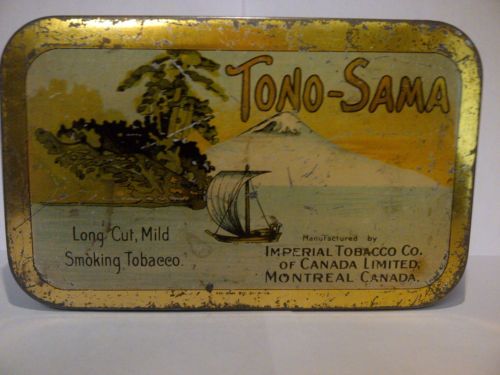 TONO-SAMA
Long Cut, Mild
Smoking Tobacco.
Manufactured by
IMPERIAL TOBACCO CO.
OF CANADA LIMITED.
MONTREAL CANADA.